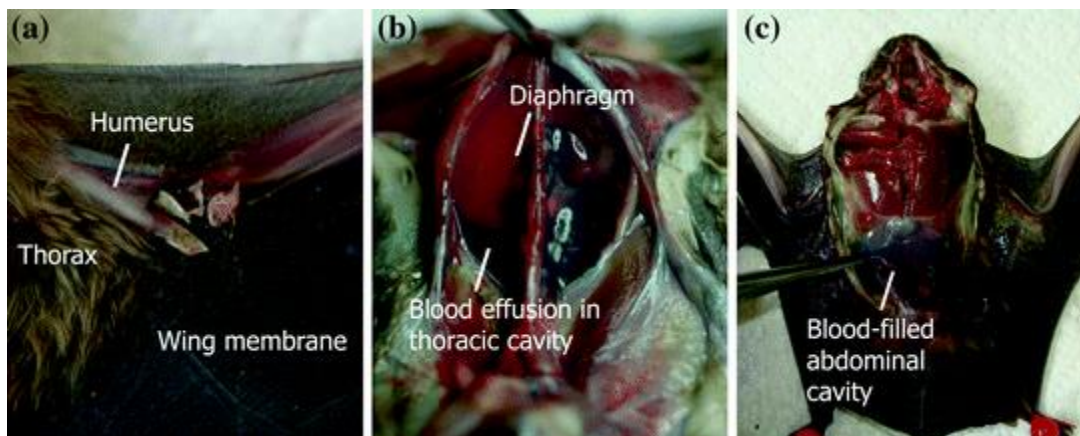 (a)
Humerus
Thorax
Wing membrane
(b)
Diaphragm
Blood effusion in
thoracic cavity
(c)
Blood-filled
abdominal
cavity